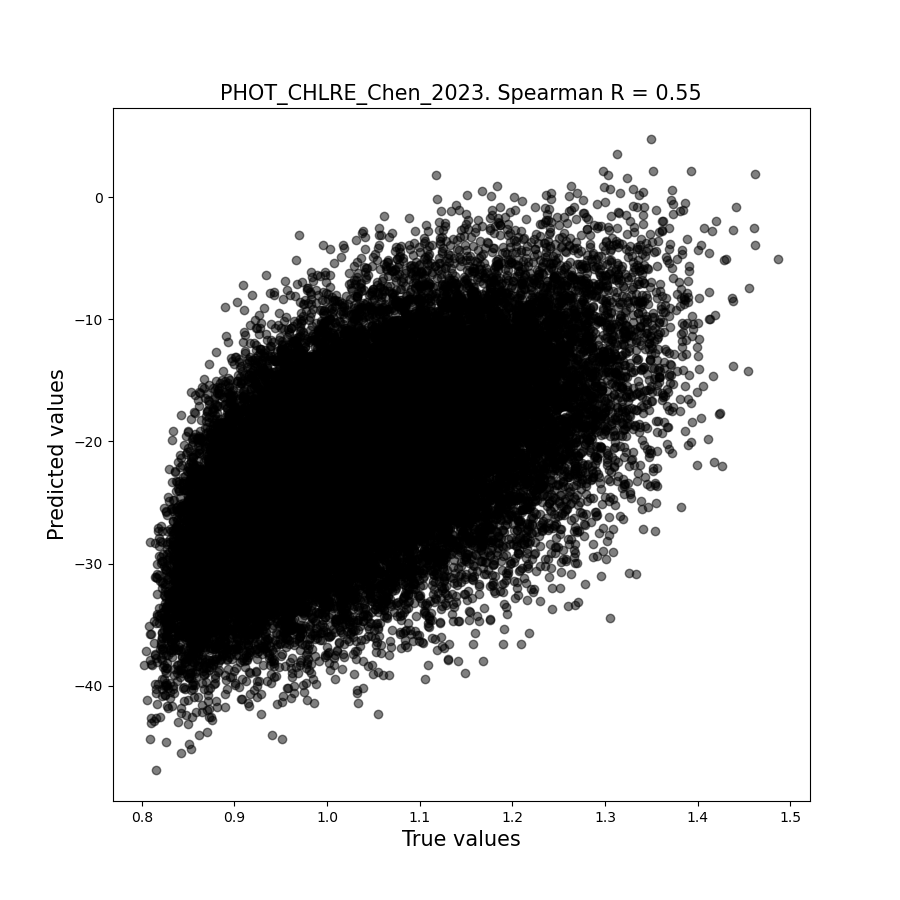 PHOT_CHLRE_Chen_2023. Spearman R = 0.55
Predicted values
0
−10
−20
−30
−40
0.8 0.9 1.0 1.1 1.2 1.3 1.4 1.5
True values